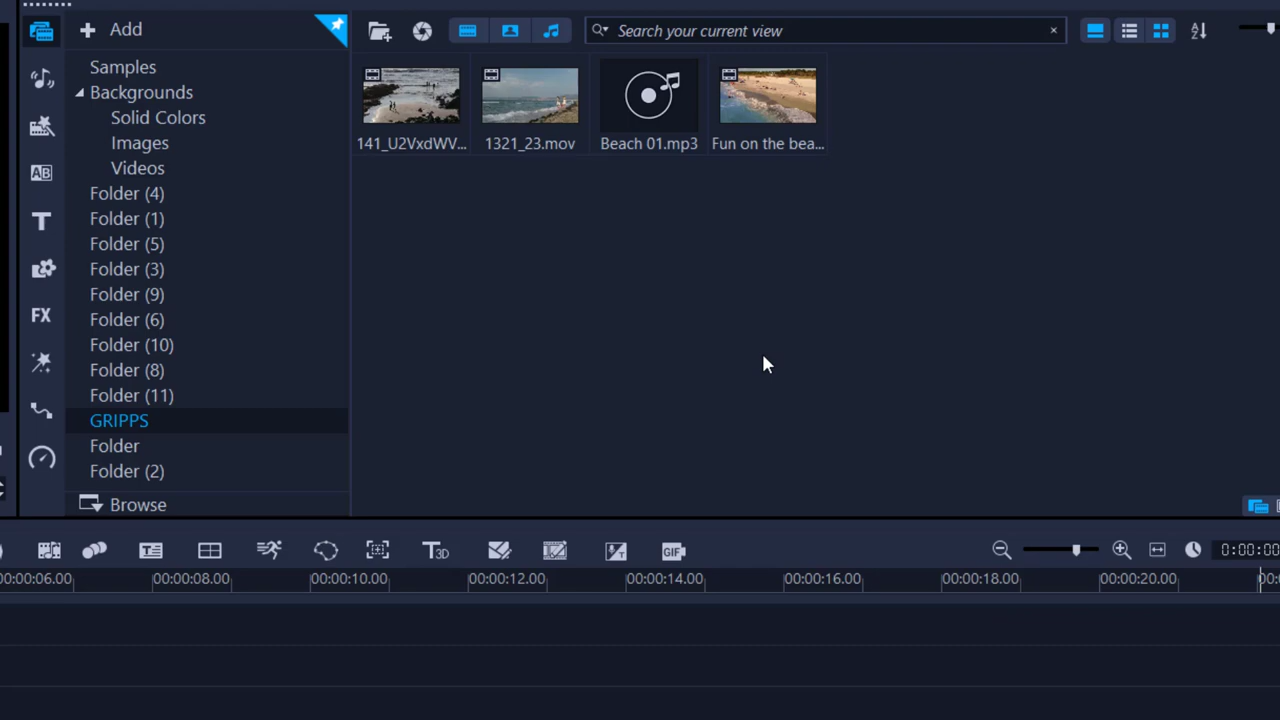 Add
Search your current view
Samples
Backgrounds
Solid Colors
Images
Videos
Folder (4)
Folder (1)
Folder (5)
Folder (3)
Folder (9)
Folder (6)
Folder (10)
Folder (8)
Folder (11)
GRIPPS
Folder
Folder (2)
Browse
141_U2VxdWV...
1321_23.mov
Beach 01.mp3
Fun on the bea...
AB
T
FX
T3D
GIF
0:00:00
00:00:06.00
00:00:08.00
00:00:10.00
00:00:12.00
00:00:14.00
00:00:16.00
00:00:18.00
00:00:20.00